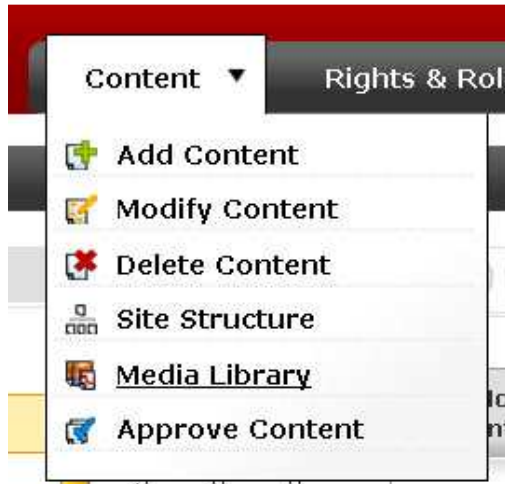 Content ▼ Rights & Rol
Add Content
Modify Content
Delete Content
Site Structure
Media Library
Approve Content